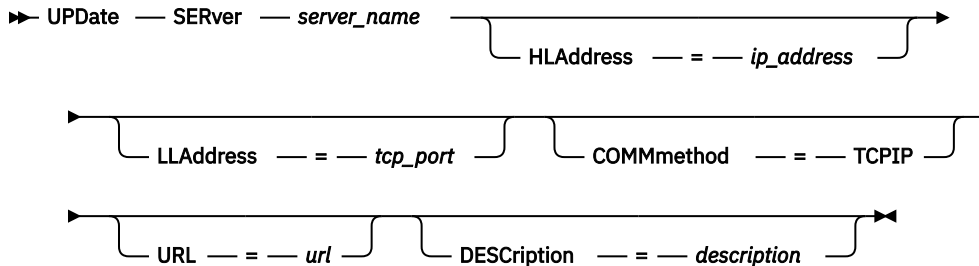 UPDate SERver server_name
HLAddress = ip_address
LLAddress = tcp_port COMMmethod = TCPIP
URL = url DESCription = description